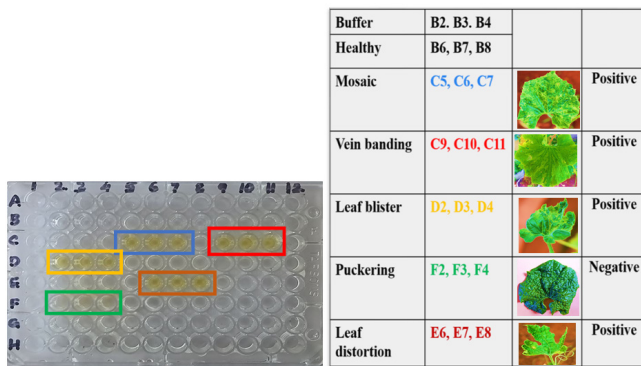 1 2 3 4 5 6 7 8 9 10 11 12
A
B
C
D
E
F
G
H
Buffer B2. B3. B4
Healthy B6, B7, B8
Mosaic C5, C6, C7 Positive
Vein banding C9, C10, C11 Positive
Leaf blister D2, D3, D4 Positive
Puckering F2, F3, F4 Negative
Leaf
distortion E6, E7, E8 Positive